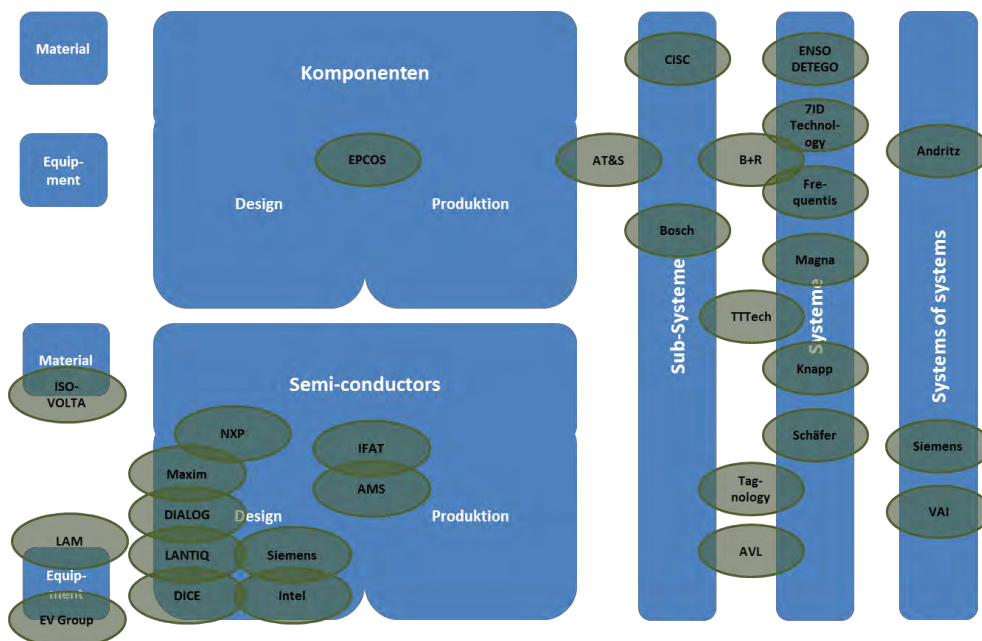 Material
Komponenten
CISC
ENSO
DETEGO
7ID
Technol-
ogy
Equip-
ment
EPCOS
AT&S
B+R
Andritz
Design
Produktion
Fre-
quentis
Bosch
Magna
Sub-Systeme
TTTech
Systeme
Systems of systems
Material
ISO-
VOLTA
Semi-conductors
Knapp
NXP
IFAT
Schäfer
Siemens
Maxim
AMS
Tag-
nology
DIALOG
Design
Produktion
VAI
LAM
LANTIQ
Siemens
AVL
Equip-
ment
DICE
Intel
EV Group